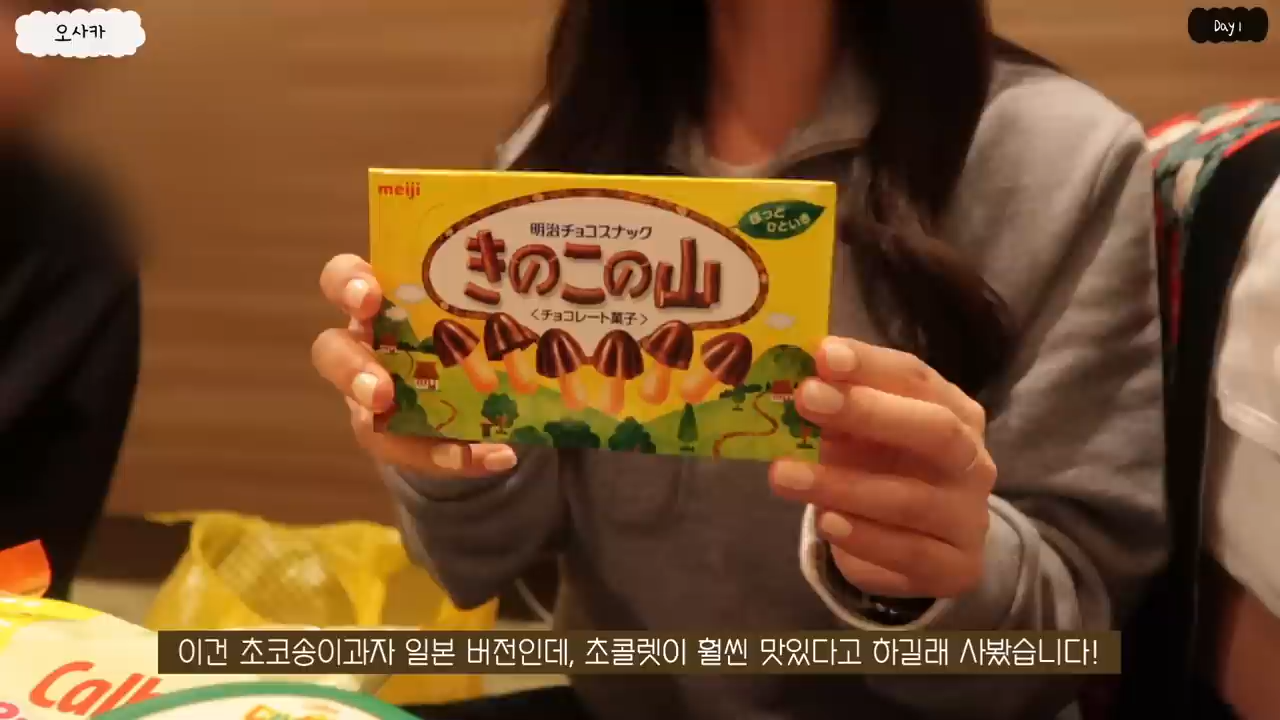 오사카
Day 1
meiji
ほっと
ひといき
明治チョコスナック
きのこの山
<チョコレート菓子>
이건 초코송이과자 일본 버전인데, 초콜렛이 훨씬 맛있다고 하길래 사봤습니다!
Calb